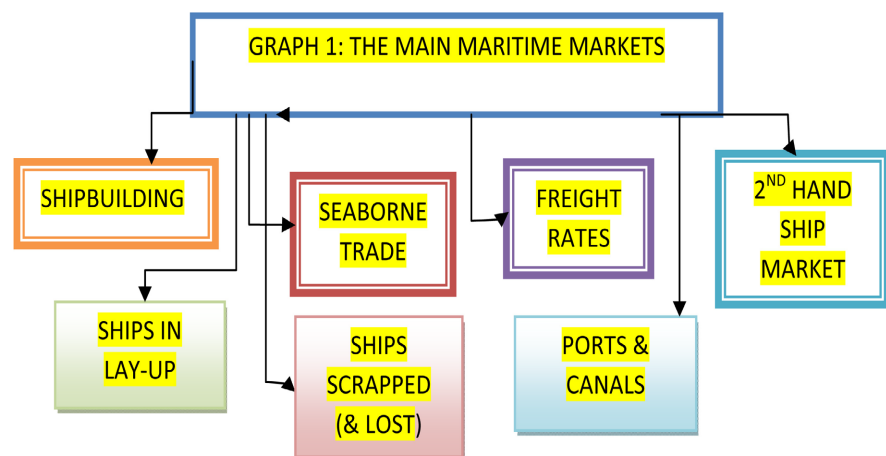 GRAPH 1: THE MAIN MARITIME MARKETS
SHIPBUILDING
SEABORNE
TRADE
FREIGHT
RATES
2ND HAND
SHIP
MARKET
SHIPS IN
LAY-UP
SHIPS
SCRAPPED
(& LOST)
PORTS &
CANALS